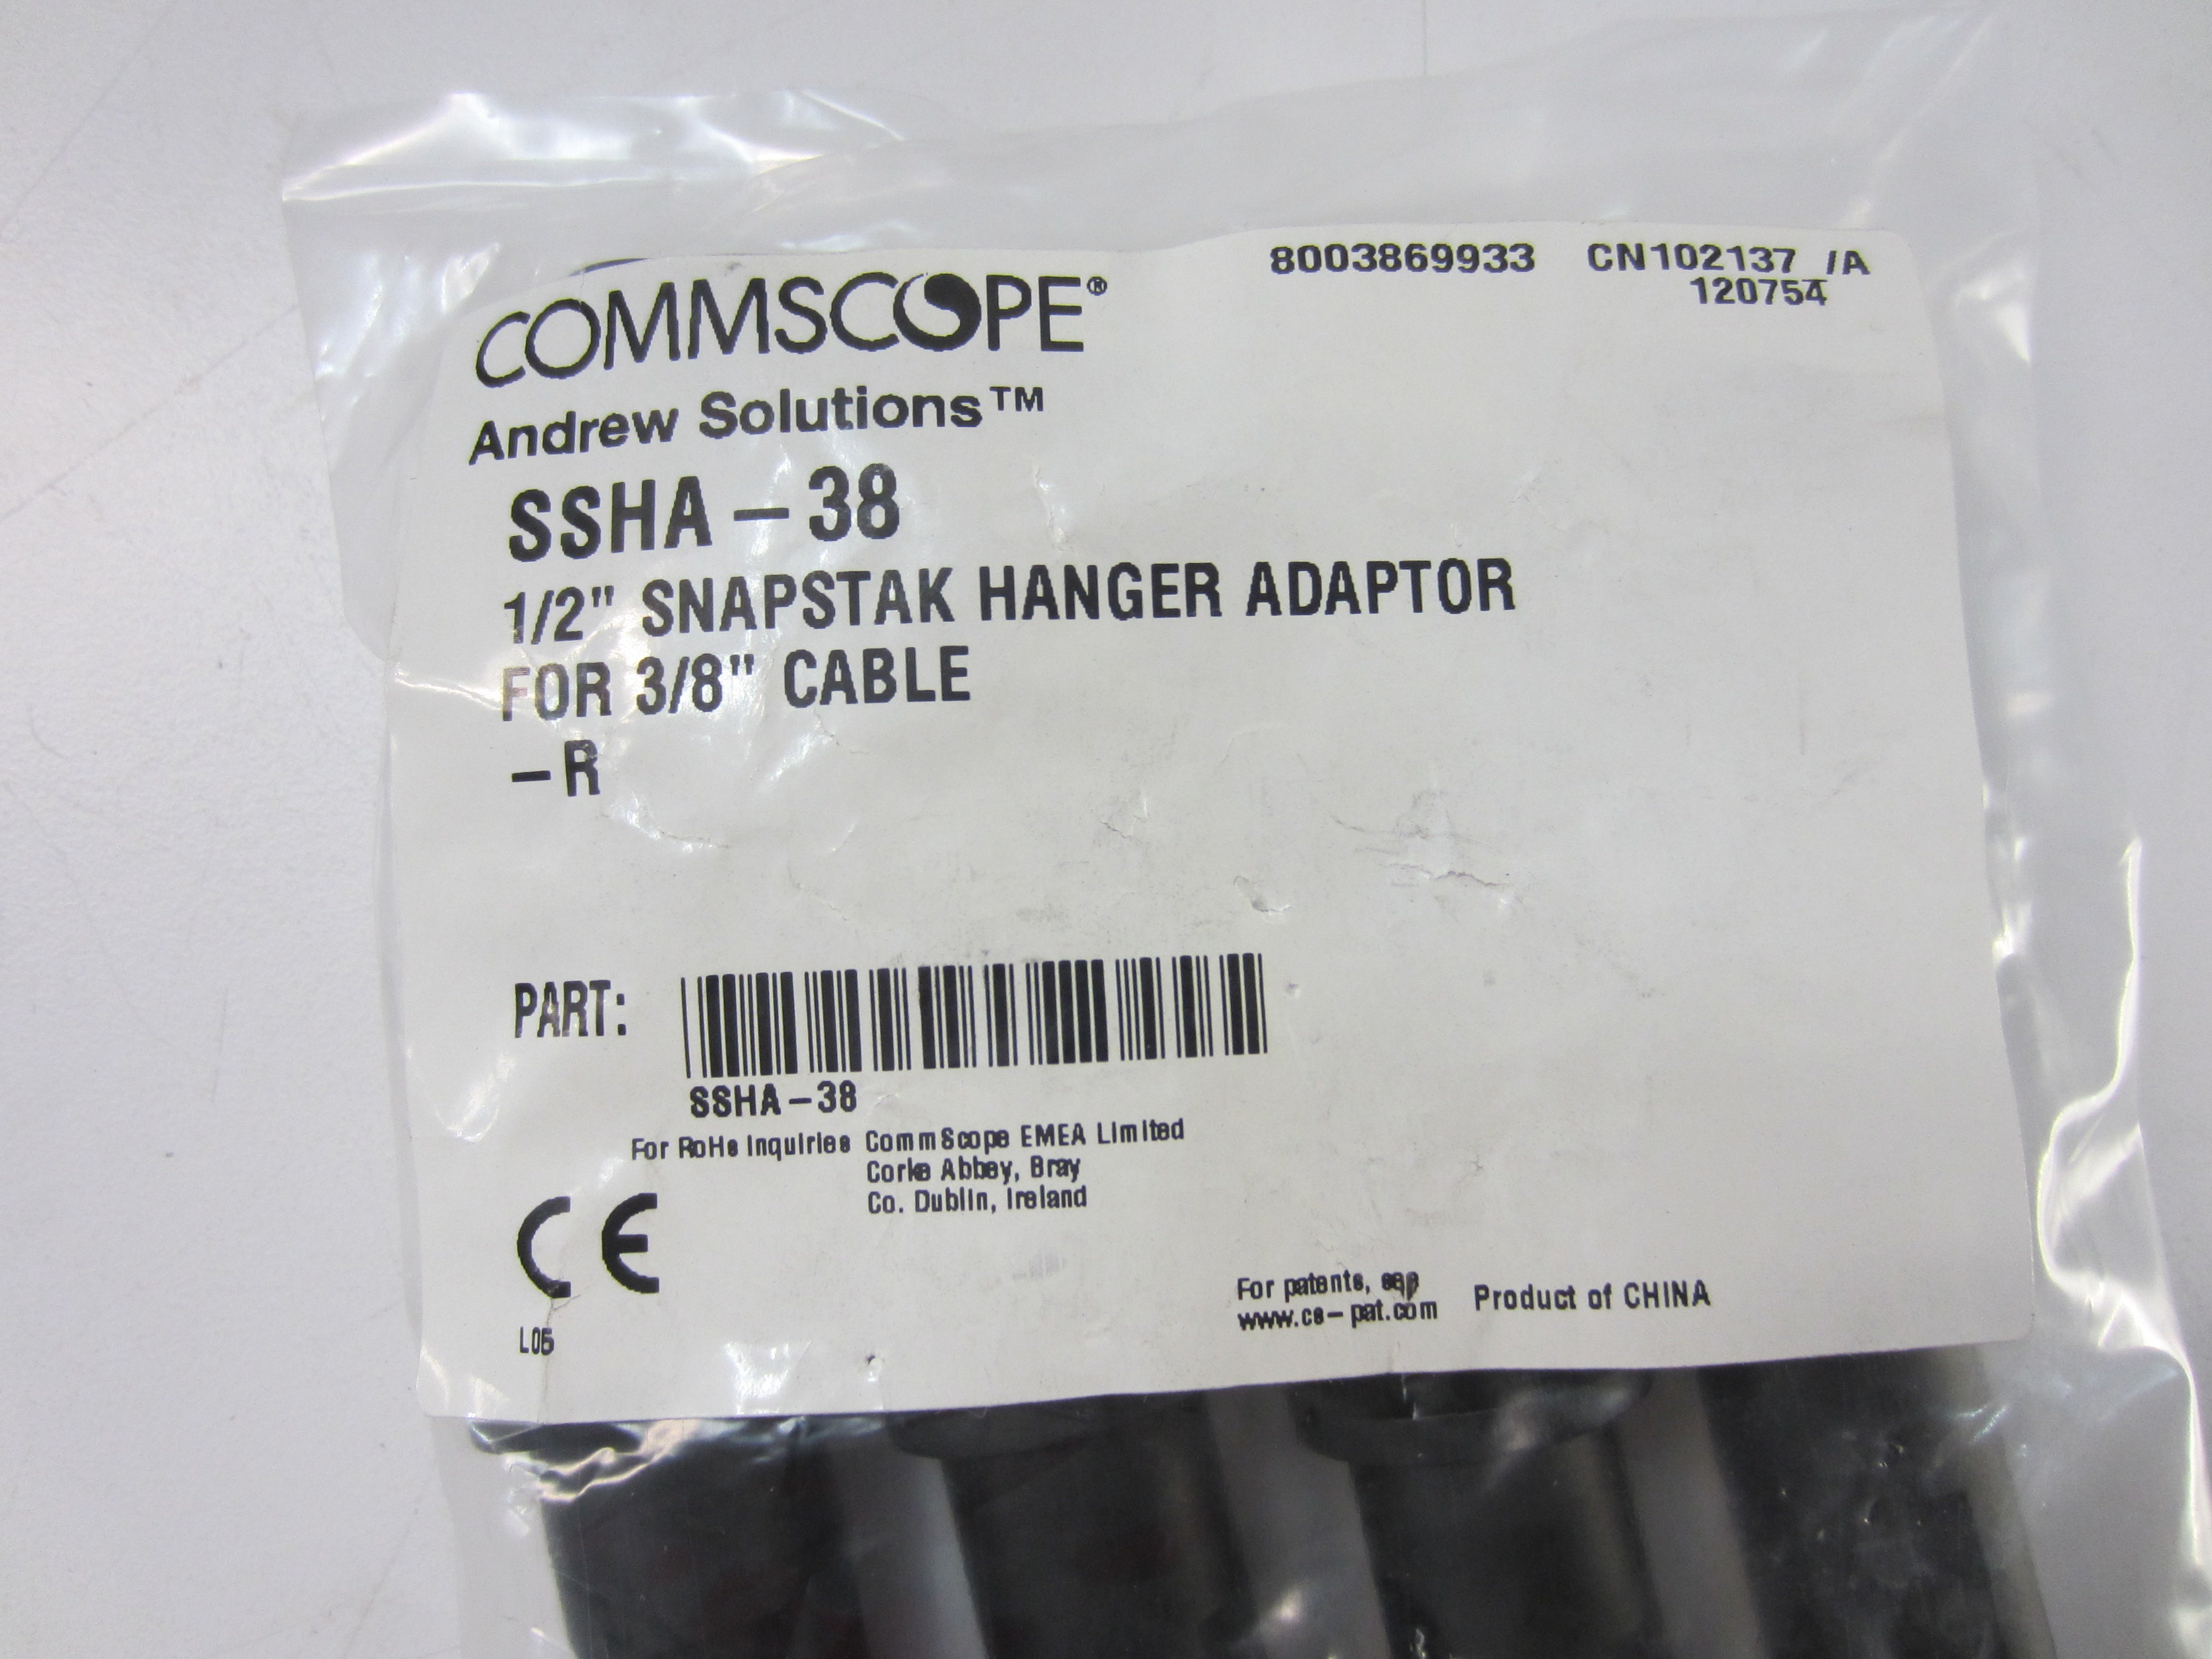 8003869933 CN102137 /A
120754
COMMSCOPE®
Andrew Solutions™
SSHA-38
1/2" SNAPSTAK HANGER ADAPTOR
FOR 3/8" CABLE
-R
PART:
SSHA-38
For RoHs Inquiries CommScope EMEA Limited
Corke Abbey, Bray
Co. Dublin, Ireland
CE
For patents, see
www.cs-pat.com
Product of CHINA
L05